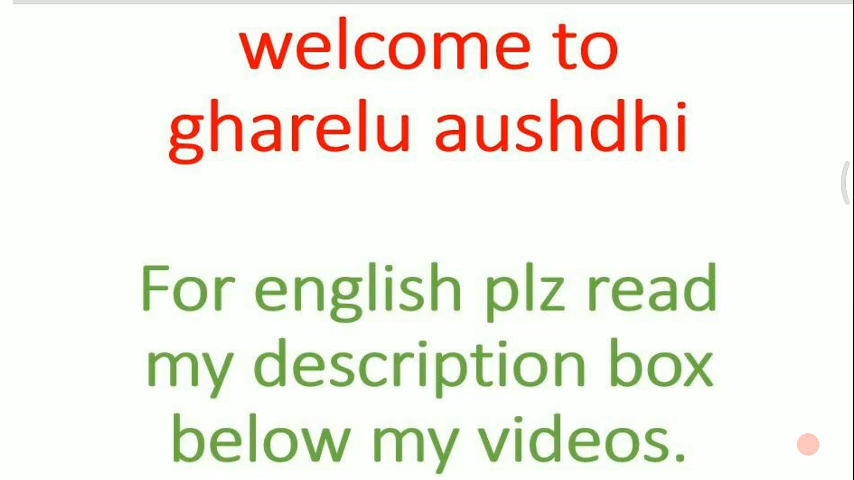 welcome to
gharelu aushdhi
For english plz read
my description box
below my videos.